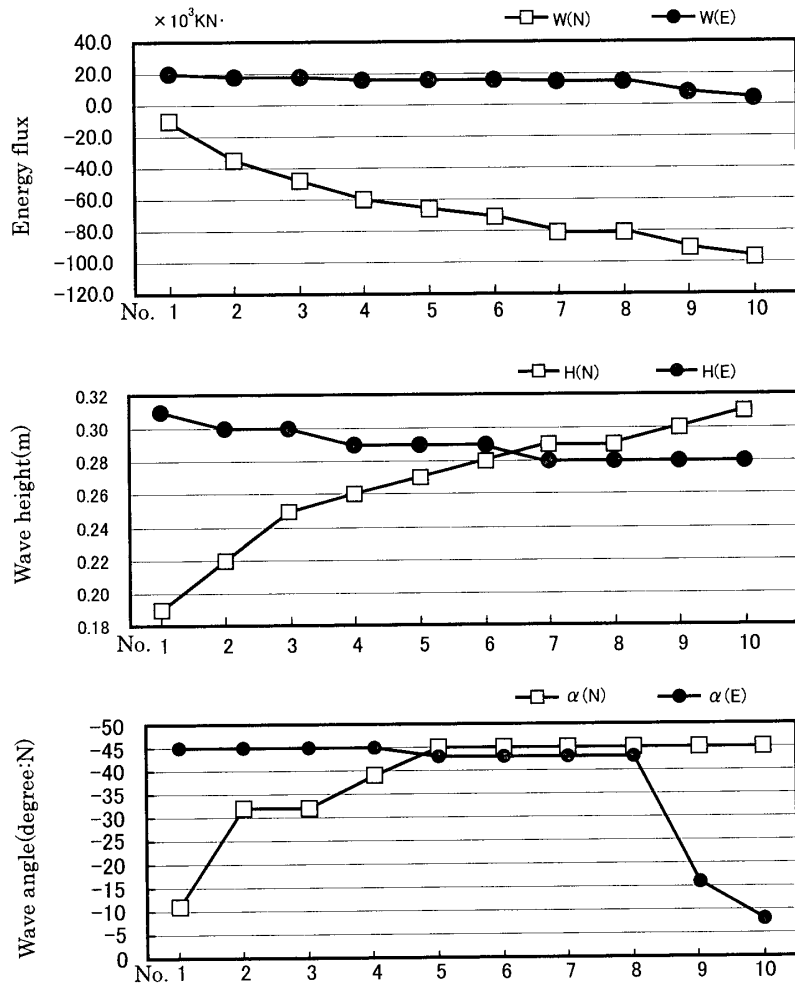 ×10³KN·
W(N) W(E)
40.0
20.0
0.0
-20.0
-40.0
-60.0
-80.0
-100.0
-120.0
Energy flux
No. 1 2 3 4 5 6 7 8 9 10
H(N) H(E)
0.32
0.30
0.28
0.26
0.24
0.22
0.20
0.18
Wave height(m)
No. 1 2 3 4 5 6 7 8 9 10
α(N) α(E)
-50
-45
-40
-35
-30
-25
-20
-15
-10
-5
0
Wave angle(degree:N)
No. 1 2 3 4 5 6 7 8 9 10